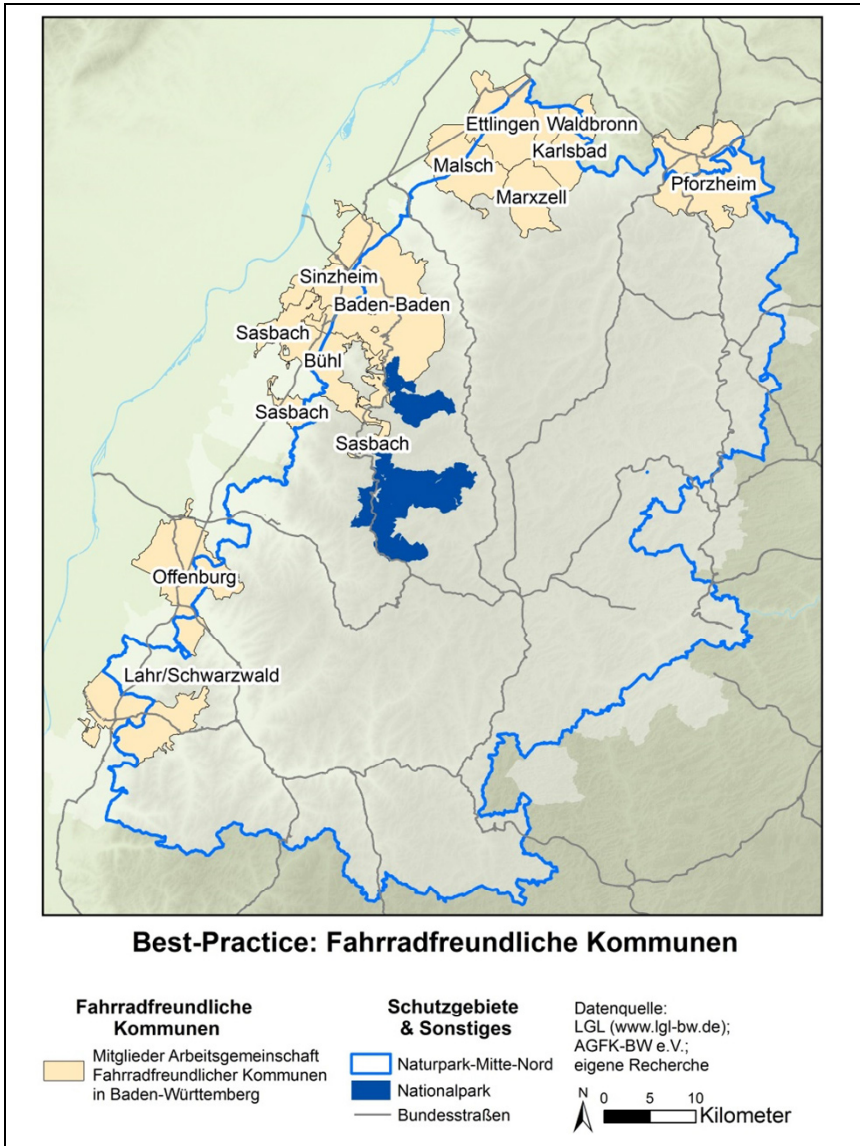 Ettlingen Waldbronn
Karlsbad
Malsch
Pforzheim
Marxzell
Sinzheim
Baden-Baden
Sasbach
Bühl
Sasbach
Sasbach
Offenburg
Lahr/Schwarzwald
Best-Practice: Fahrradfreundliche Kommunen
Fahrradfreundliche
Kommunen
Mitglieder Arbeitsgemeinschaft
Fahrradfreundlicher Kommunen
in Baden-Württemberg
Schutzgebiete
& Sonstiges
Naturpark-Mitte-Nord
Nationalpark
Bundesstraßen
Datenquelle:
LGL (www.lgl-bw.de);
AGFK-BW e.V.;
eigene Recherche
N
0 5 10
Kilometer